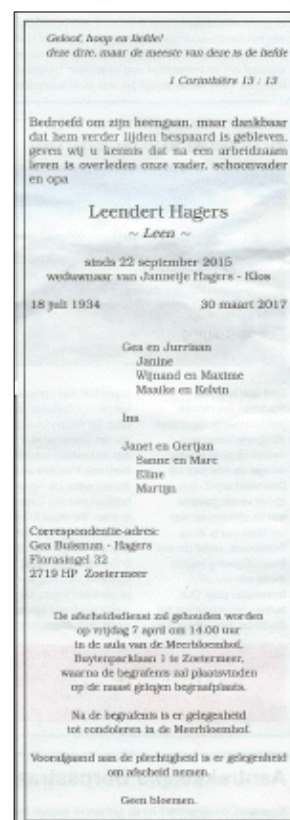 Geloof, hoop en liefde!
deze drie, maar de meeste van deze is de liefde
1 Corinthiërs 13 : 13
Bedroefd om zijn heengaan, maar dankbaar
dat hem verder lijden bespaard is gebleven,
geven wij u kennis dat na een arbeidzaam
leven is overleden onze vader, schoonvader
en opa
Leendert Hagers
~ Leen ~
sinds 22 september 2015
weduwnaar van Jannetje Hagers - Klos
18 juli 1934 30 maart 2017
Gea en Jurriaan
Janine
Wijnand en Maxime
Maaike en Kelvin
Ina
Janet en Gertjan
Sanne en Marc
Eline
Martijn
Correspondentie-adres:
Gea Buisman - Hagers
Florasingel 32
2719 HP Zoetermeer
De afscheidsdienst zal gehouden worden
op vrijdag 7 april om 14.00 uur
in de aula van de Meerbloemhof,
Buytenparklaan 1 te Zoetermeer,
waarna de begrafenis zal plaatsvinden
op de naast gelegen begraafplaats.
Na de begrafenis is er gelegenheid
tot condoleren in de Meerbloemhof.
Voorafgaand aan de plechtigheid is er gelegenheid
om afscheid nemen.
Geen bloemen.